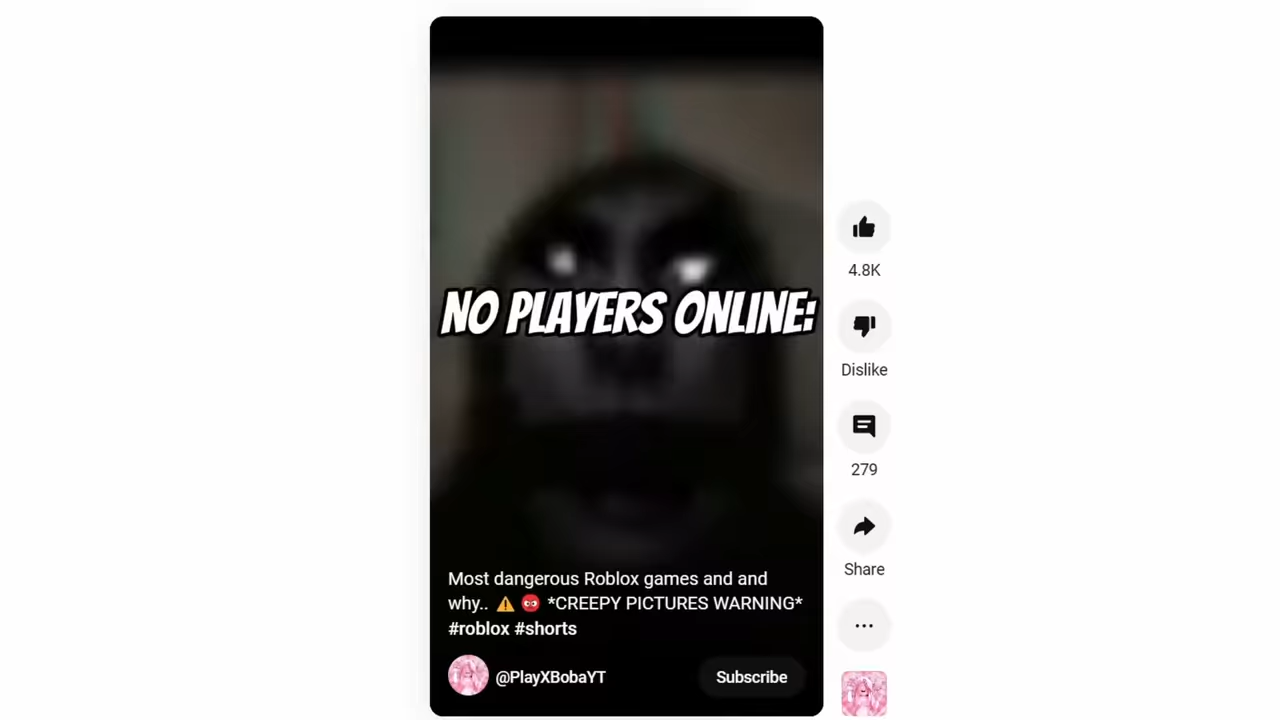 NO PLAYERS ONLINE:
4.8K
Dislike
279
Share
Most dangerous Roblox games and and
why.. ⚠️ 👺 *CREEPY PICTURES WARNING*
#roblox #shorts
@PlayXBobaYT
Subscribe